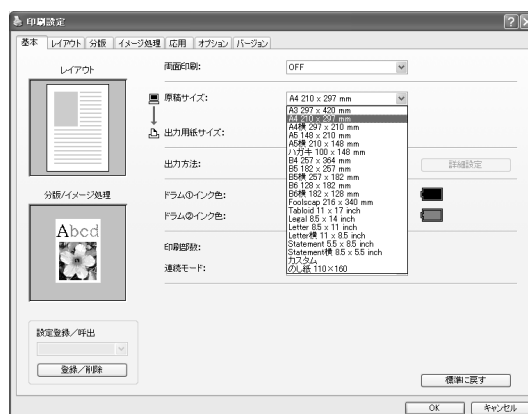 印刷設定
基本 レイアウト 分版 イメージ処理 応用 オプション バージョン
レイアウト
両面印刷: OFF
原稿サイズ: A4 210 x 297 mm
A3 297 x 420 mm
A4 210 x 297 mm
A4横 297 x 210 mm
A5 148 x 210 mm
A5横 210 x 148 mm
ハガキ 100 x 148 mm
B4 257 x 364 mm
B5 182 x 257 mm
B5横 257 x 182 mm
B6 128 x 182 mm
B6横 182 x 128 mm
Foolscap 216 x 340 mm
Tabloid 11 x 17 inch
Legal 8.5 x 14 inch
Letter 8.5 x 11 inch
Letter横 11 x 8.5 inch
Statement 5.5 x 8.5 inch
Statement横 8.5 x 5.5 inch
カスタム
のし紙 110×160
出力用紙サイズ:
出力方法: 詳細設定
分版/イメージ処理
Abcd
ドラム①インク色:
ドラム②インク色:
印刷部数:
連続モード:
設定登録/呼出
登録/削除
標準に戻す
OK キャンセル